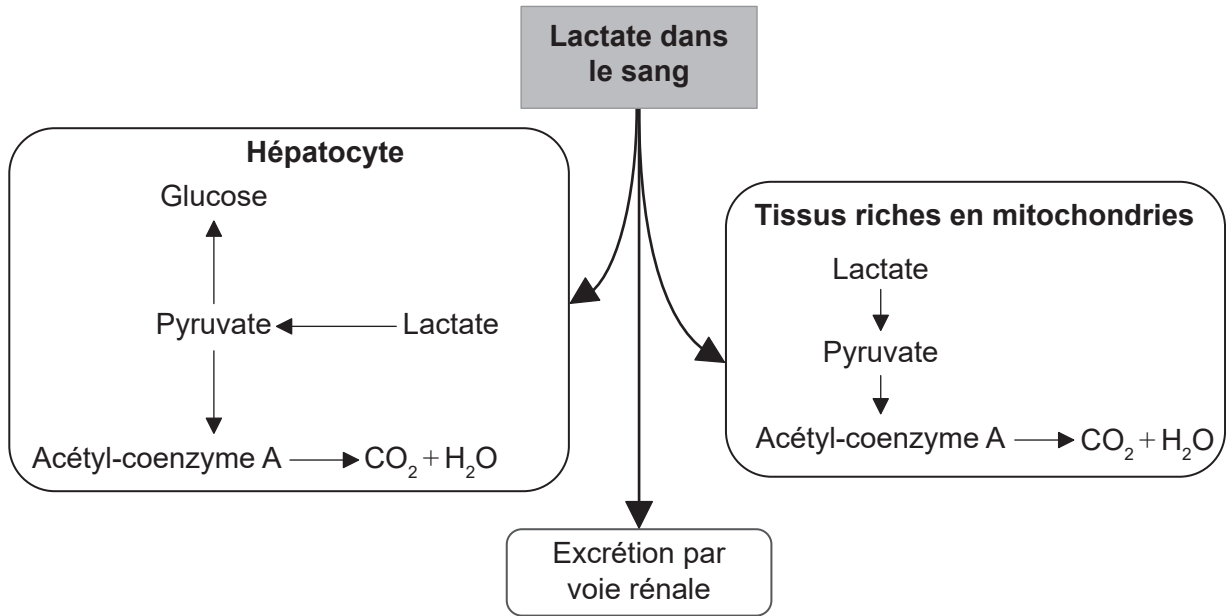 Lactate dans
le sang
Hépatocyte
Glucose
Pyruvate
Lactate
Acétyl-coenzyme A
CO₂ + H₂O
Tissus riches en mitochondries
Lactate
Pyruvate
Acétyl-coenzyme A
CO₂ + H₂O
Excrétion par
voie rénale